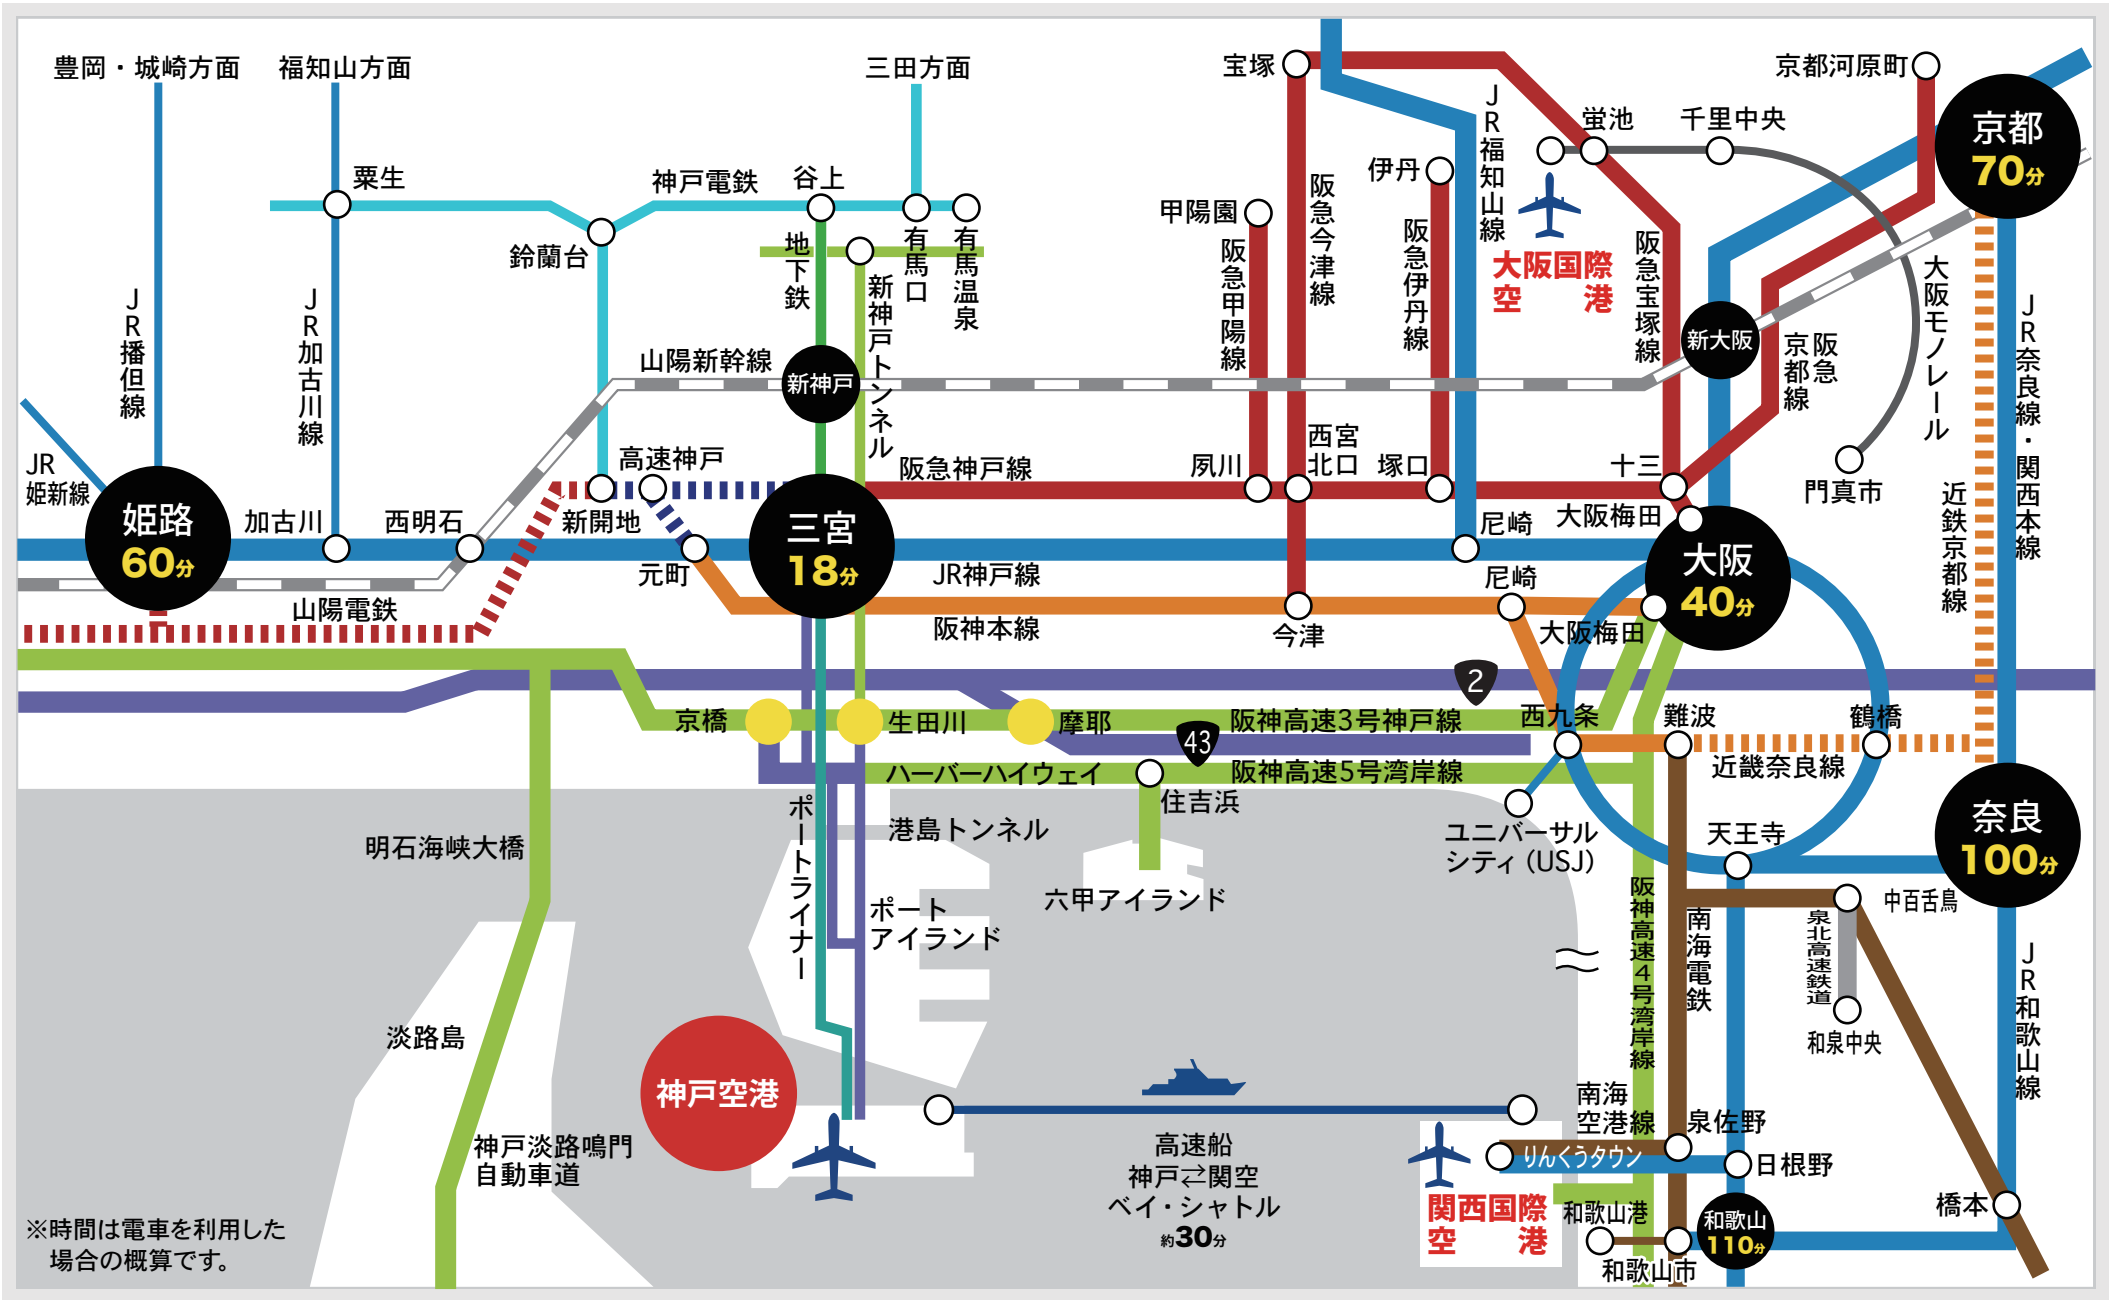 豊岡・城崎方面
福知山方面
三田方面
宝塚
京都河原町
京都
70分
蛍池
千里中央
伊丹
粟生
神戸電鉄
谷上
甲陽園
鈴蘭台
地下鉄
有馬口
有馬温泉
新神戸トンネル
阪急甲陽線
阪急今津線
阪急伊丹線
JR福知山線
大阪国際
空港
阪急宝塚線
大阪モノレール
JR播但線
JR加古川線
山陽新幹線
新神戸
新大阪
阪急
京都線
JR奈良線・関西本線
近鉄京都線
JR
姫新線
姫路
60分
加古川
西明石
高速神戸
新開地
元町
三宮
18分
阪急神戸線
夙川
西宮
北口
塚口
十三
大阪梅田
門真市
尼崎
大阪
40分
JR神戸線
尼崎
山陽電鉄
阪神本線
今津
大阪梅田
2
京橋
生田川
摩耶
阪神高速3号神戸線
43
西九条
難波
鶴橋
ハーバーハイウェイ
阪神高速5号湾岸線
近畿奈良線
住吉浜
ユニバーサル
シティ(USJ)
天王寺
奈良
100分
明石海峡大橋
ポートライナー
港島トンネル
六甲アイランド
ポート
アイランド
阪神高速4号湾岸線
南海電鉄
中百舌鳥
泉北高速鉄道
和泉中央
JR和歌山線
淡路島
神戸空港
神戸淡路鳴門
自動車道
高速船
神戸⇄関空
ベイ・シャトル
約30分
南海
空港線
泉佐野
りんくうタウン
日根野
関西国際
空港
和歌山港
和歌山
110分
和歌山市
橋本
※時間は電車を利用した
場合の概算です。